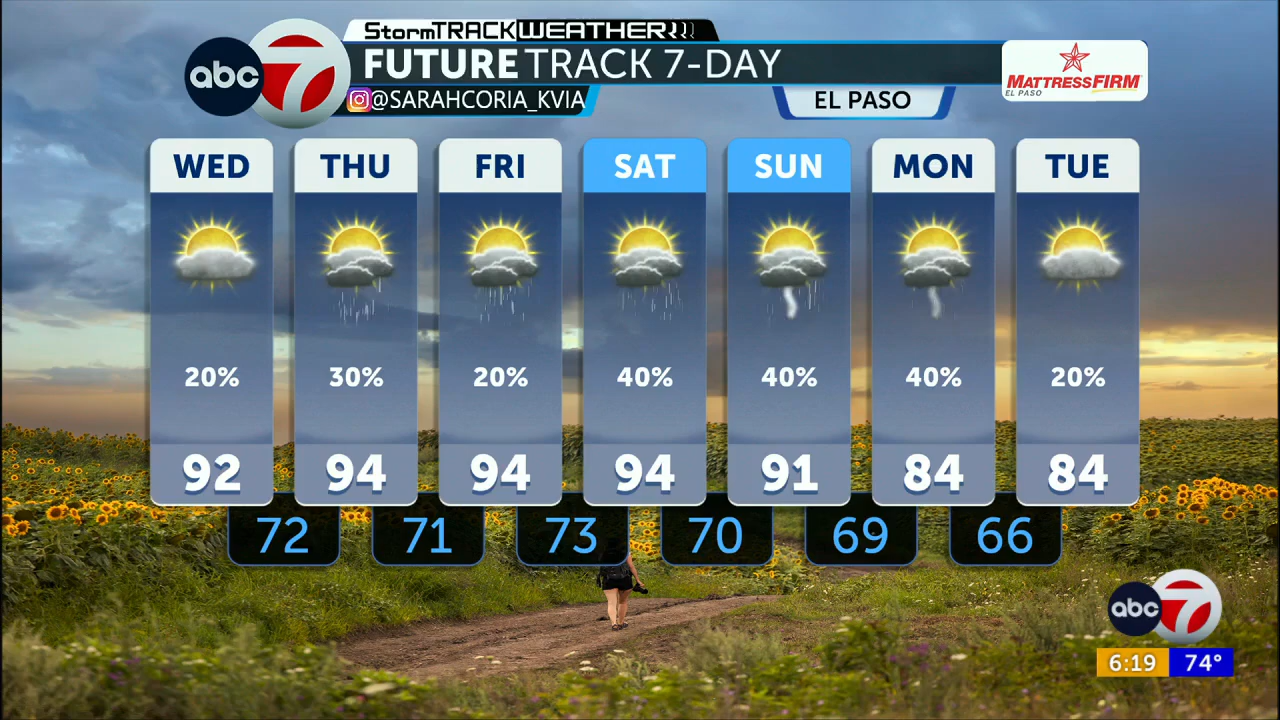 StormTRACKWEATHER
abc 7
FUTURETRACK 7-DAY
@SARAHCORIA_KVIA
EL PASO
MATTRESSFIRM
EL PASO
WED THU FRI SAT SUN MON TUE
20% 30% 20% 40% 40% 40% 20%
92 94 94 94 91 84 84
72 71 73 70 69 66
abc 7
6:19 74°